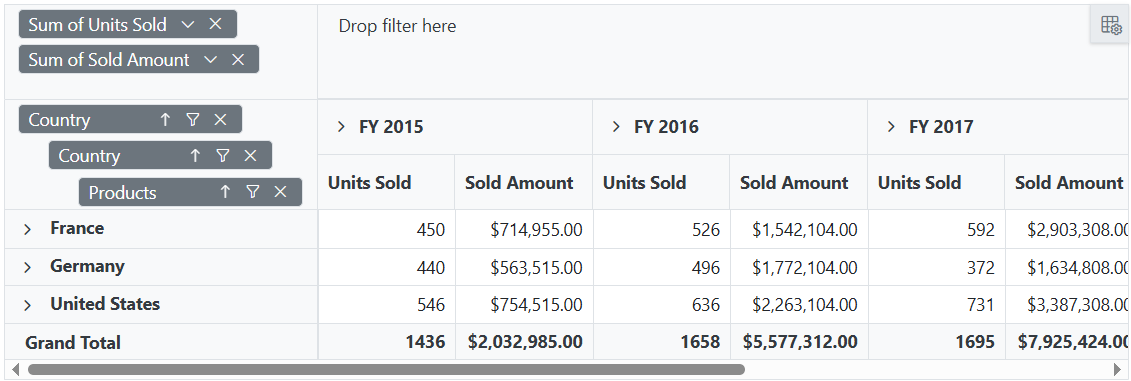 Sum of Units Sold
Drop filter here
Sum of Sold Amount
Country
Country
Products
FY 2015 FY 2016 FY 2017
Units Sold Sold Amount Units Sold Sold Amount Units Sold Sold Amount
France 450 $714,955.00 526 $1,542,104.00 592 $2,903,308.00
Germany 440 $563,515.00 496 $1,772,104.00 372 $1,634,808.00
United States 546 $754,515.00 636 $2,263,104.00 731 $3,387,308.00
Grand Total 1436 $2,032,985.00 1658 $5,577,312.00 1695 $7,925,424.00